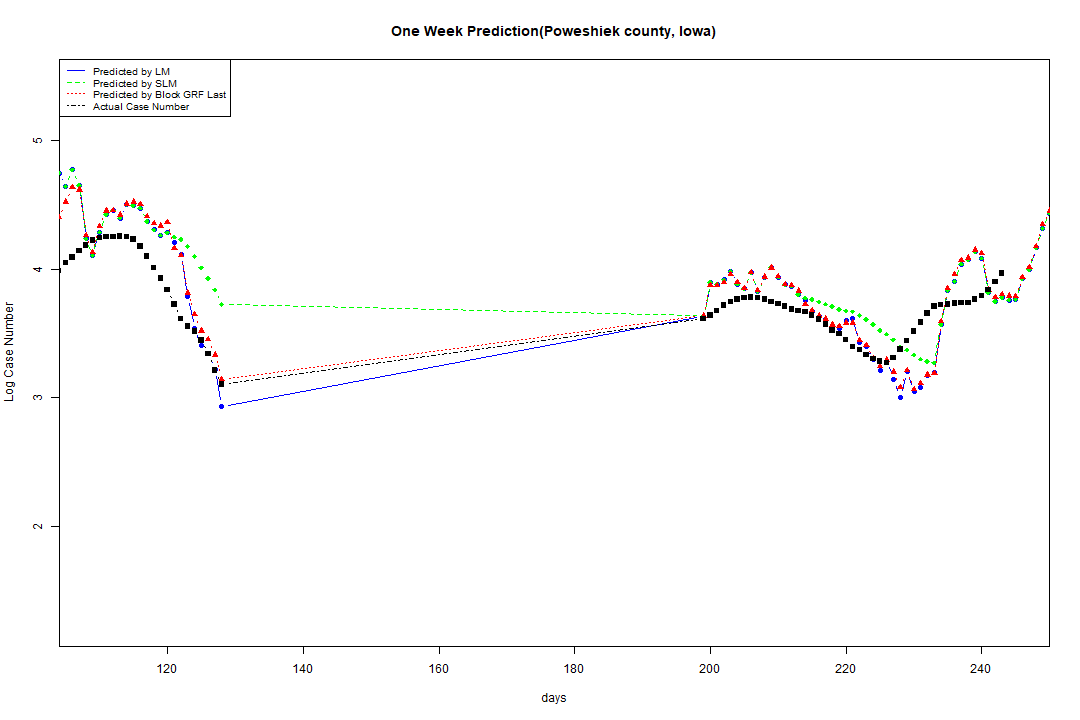 One Week Prediction(Poweshiek county, Iowa)
Predicted by LM
Predicted by SLM
Predicted by Block GRF Last
Actual Case Number
5
4
3
2
Log Case Number
120 140 160 180 200 220 240
days